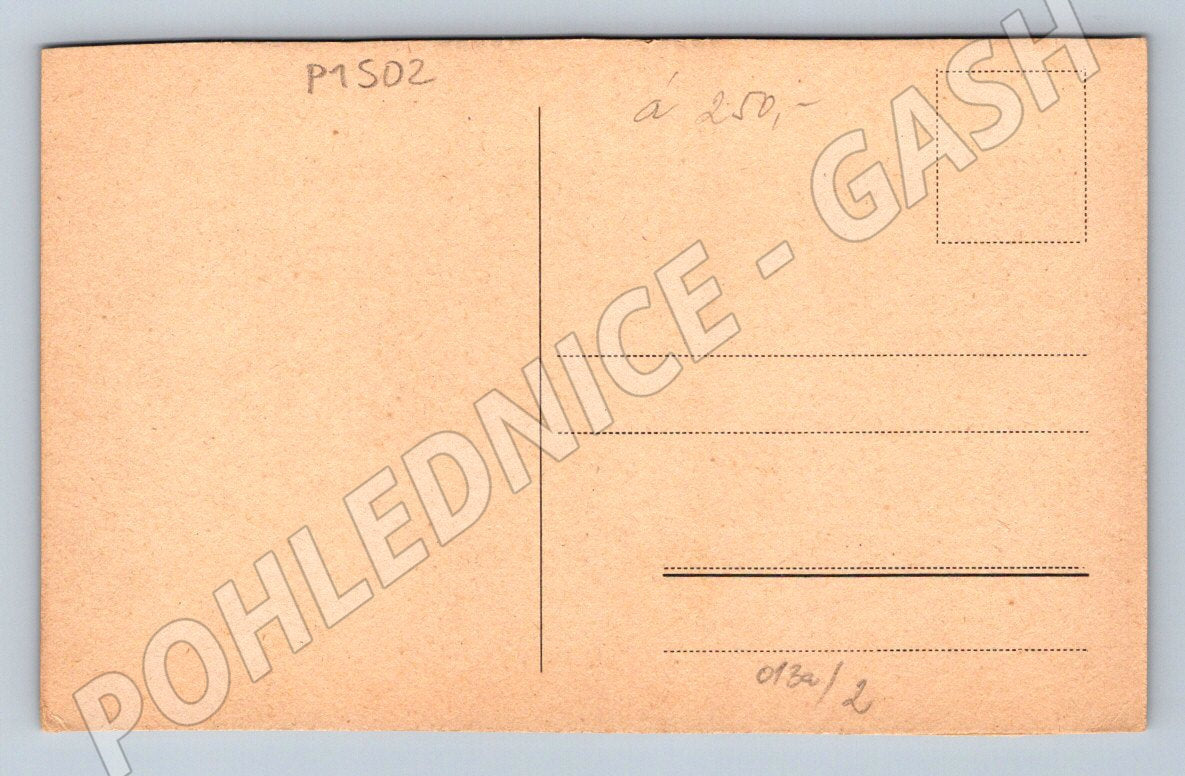 P1502
á 250,-
POHLEDNICE - GASH
013a/2